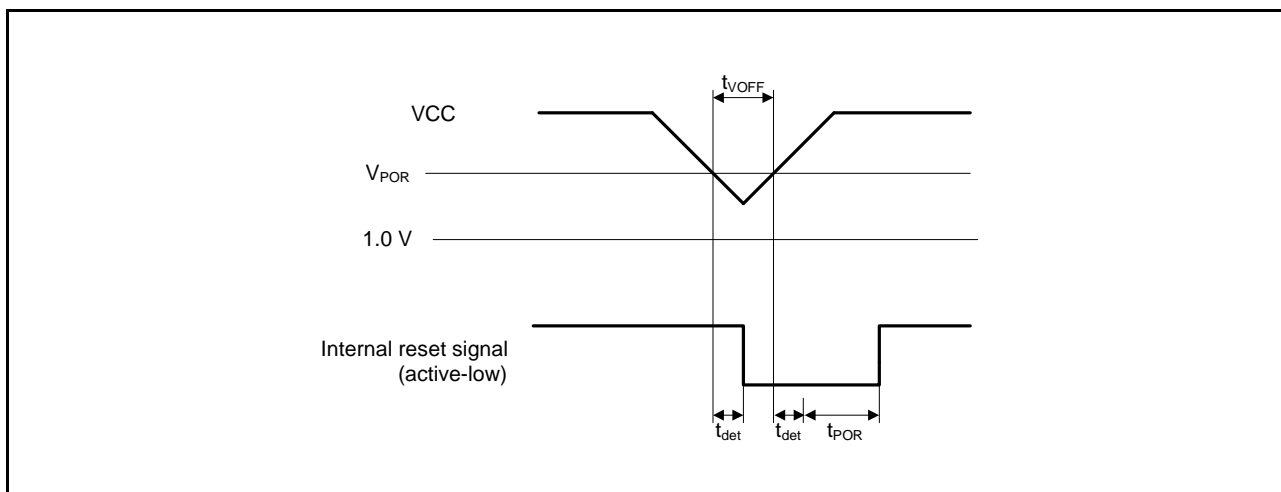 tVOFF
VCC
VPOR
1.0 V
Internal reset signal
(active-low)
tdet
tdet
tPOR